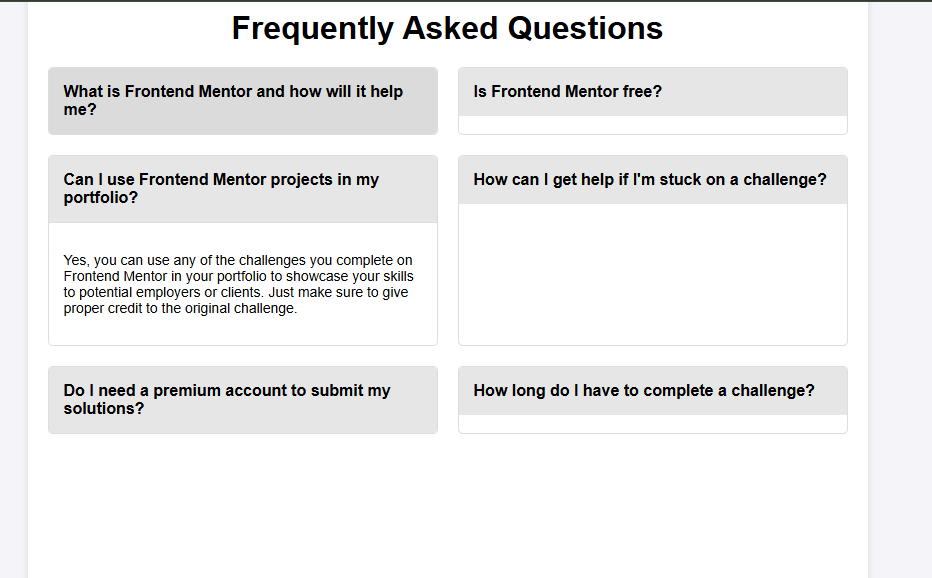 Frequently Asked Questions
What is Frontend Mentor and how will it help
me?
Is Frontend Mentor free?
Can I use Frontend Mentor projects in my
portfolio?
How can I get help if I'm stuck on a challenge?
Yes, you can use any of the challenges you complete on
Frontend Mentor in your portfolio to showcase your skills
to potential employers or clients. Just make sure to give
proper credit to the original challenge.
Do I need a premium account to submit my
solutions?
How long do I have to complete a challenge?